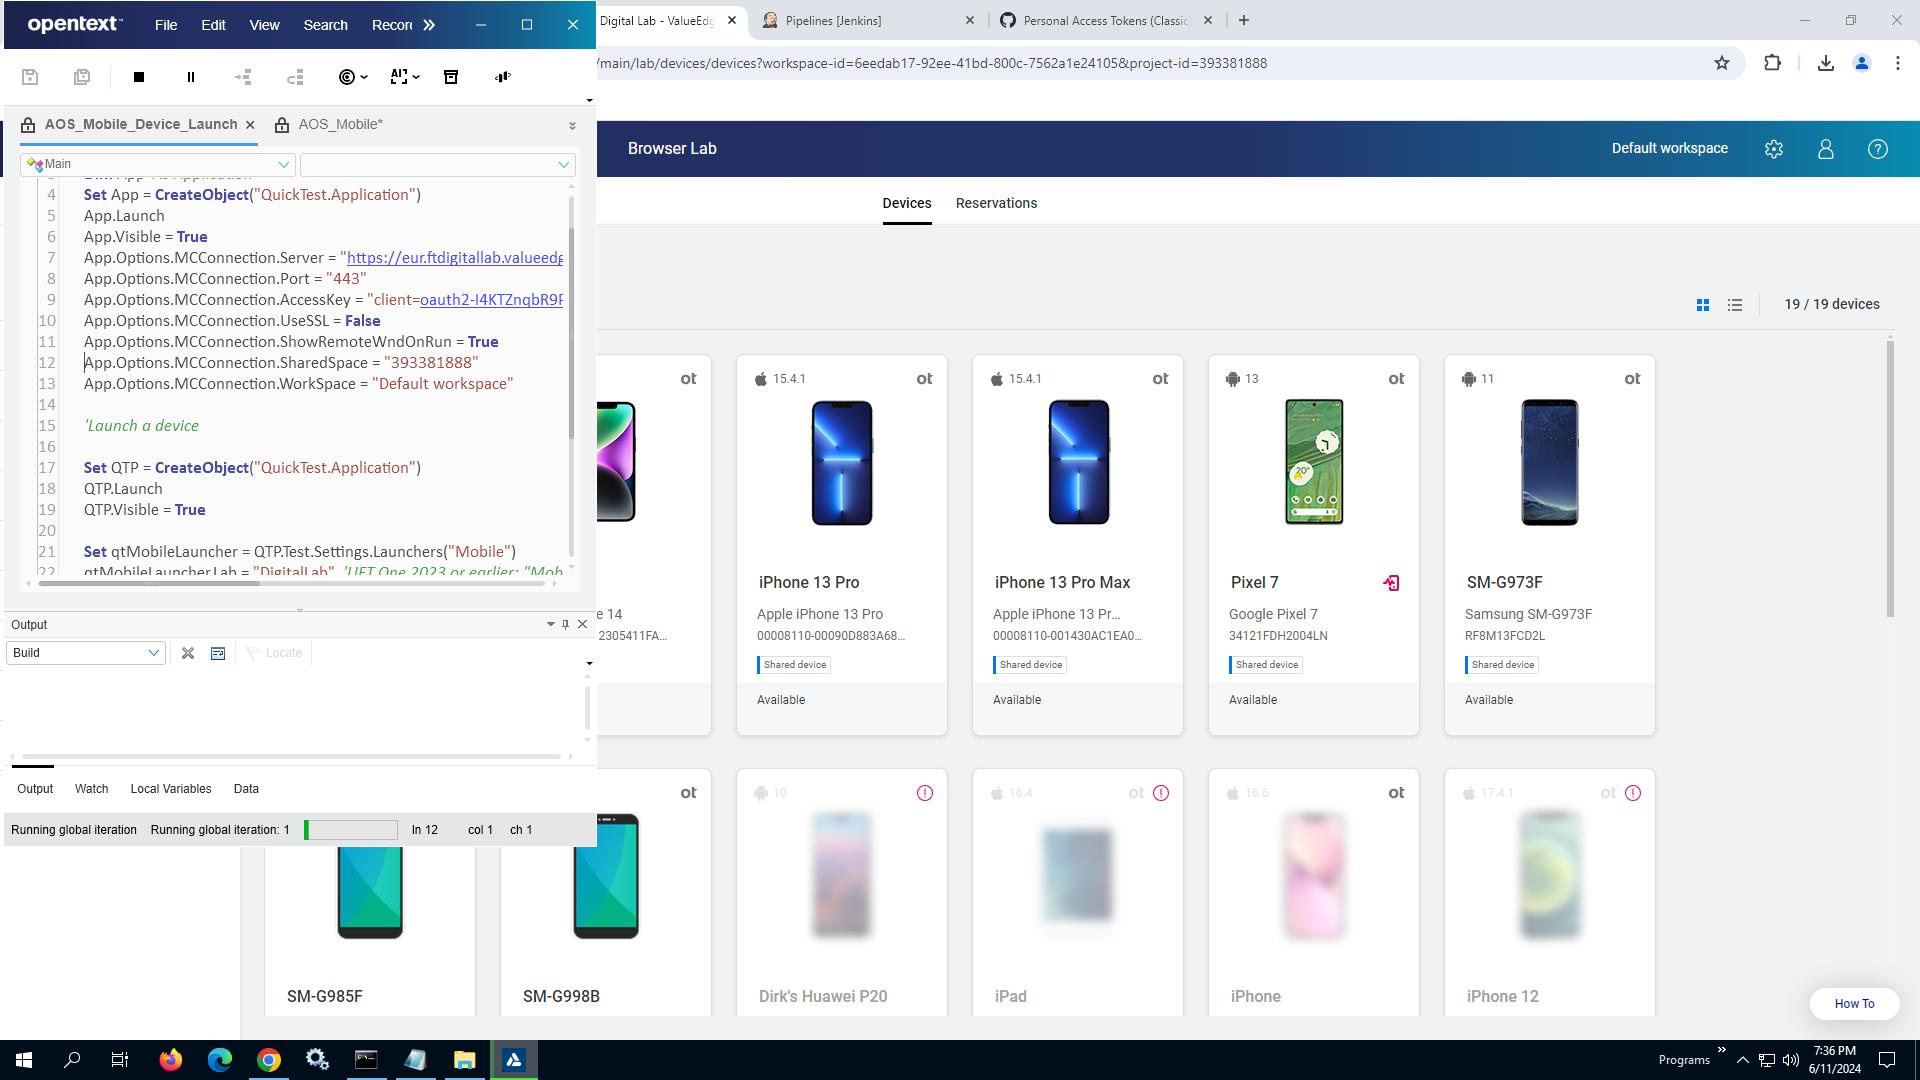 opentext™ File Edit View Search Recor
Digital Lab - ValueEdg
Pipelines [Jenkins]
Personal Access Tokens (Classic
/main/lab/devices/devices?workspace-id=6eedab17-92ee-41bd-800c-7562a1e24105&project-id=393381888
AOS_Mobile_Device_Launch
AOS_Mobile*
Main
4 Set App = CreateObject("QuickTest.Application")
5 App.Launch
6 App.Visible = True
7 App.Options.MCConnection.Server = "https://eur.ftdigitallab.valueedg
8 App.Options.MCConnection.Port = "443"
9 App.Options.MCConnection.AccessKey = "client=oauth2-I4KTZnqbR9F
10 App.Options.MCConnection.UseSSL = False
11 App.Options.MCConnection.ShowRemoteWndOnRun = True
12 App.Options.MCConnection.SharedSpace = "393381888"
13 App.Options.MCConnection.WorkSpace = "Default workspace"
14
15 'Launch a device
16
17 Set QTP = CreateObject("QuickTest.Application")
18 QTP.Launch
19 QTP.Visible = True
20
21 Set qtMobileLauncher = QTP.Test.Settings.Launchers("Mobile")
22 qtMobileLauncher.Lab = "DigitalLab" 'UFT One 2023 or earlier: "Mob
Output
Build
Locate
Output Watch Local Variables Data
Running global iteration Running global iteration: 1 ln 12 col 1 ch 1
Browser Lab
Default workspace
Devices Reservations
19 / 19 devices
ot
e 14
2305411FA...
15.4.1 ot
iPhone 13 Pro
Apple iPhone 13 Pro
00008110-00090D883A68...
Shared device
Available
15.4.1 ot
iPhone 13 Pro Max
Apple iPhone 13 Pr...
00008110-001430AC1EA0...
Shared device
Available
13 ot
20°
Pixel 7
Google Pixel 7
34121FDH2004LN
Shared device
Available
11 ot
SM-G973F
Samsung SM-G973F
RF8M13FCD2L
Shared device
Available
SM-G985F
ot
SM-G998B
10
Dirk's Huawei P20
16.4 ot
iPad
16.6 ot
iPhone
17.4.1 ot
iPhone 12
How To
Programs
7:36 PM
6/11/2024